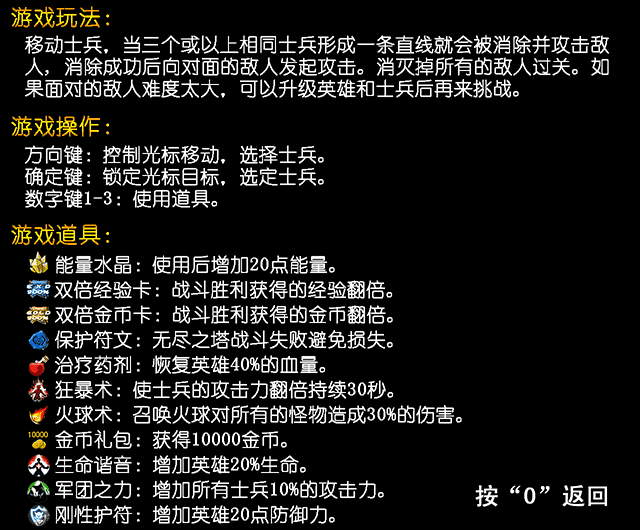 游戏玩法:
移动士兵，当三个或以上相同士兵形成一条直线就会被消除并攻击敌
人，消除成功后向对面的敌人发起攻击。消灭掉所有的敌人过关。如
果面对的敌人难度太大，可以升级英雄和士兵后再来挑战。
游戏操作:
方向键：控制光标移动，选择士兵。
确定键：锁定光标目标，选定士兵。
数字键1-3：使用道具。
游戏道具:
能量水晶：使用后增加20点能量。
双倍经验卡：战斗胜利获得的经验翻倍。
双倍金币卡：战斗胜利获得的金币翻倍。
保护符文：无尽之塔战斗失败避免损失。
治疗药剂：恢复英雄40%的血量。
狂暴术：使士兵的攻击力翻倍持续30秒。
火球术：召唤火球对所有的怪物造成30%的伤害。
10000
金币礼包：获得10000金币。
生命谐音：增加英雄20%生命。
军团之力：增加所有士兵10%的攻击力。
刚性护符：增加英雄20点防御力。
按“0”返回